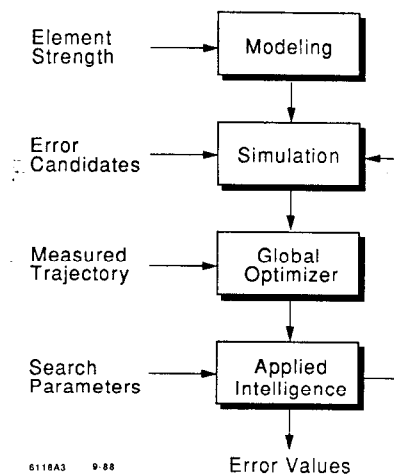 Element
Strength
Modeling
Error
Candidates
Simulation
Measured
Trajectory
Global
Optimizer
Search
Parameters
Applied
Intelligence
6118A3 9-88
Error Values